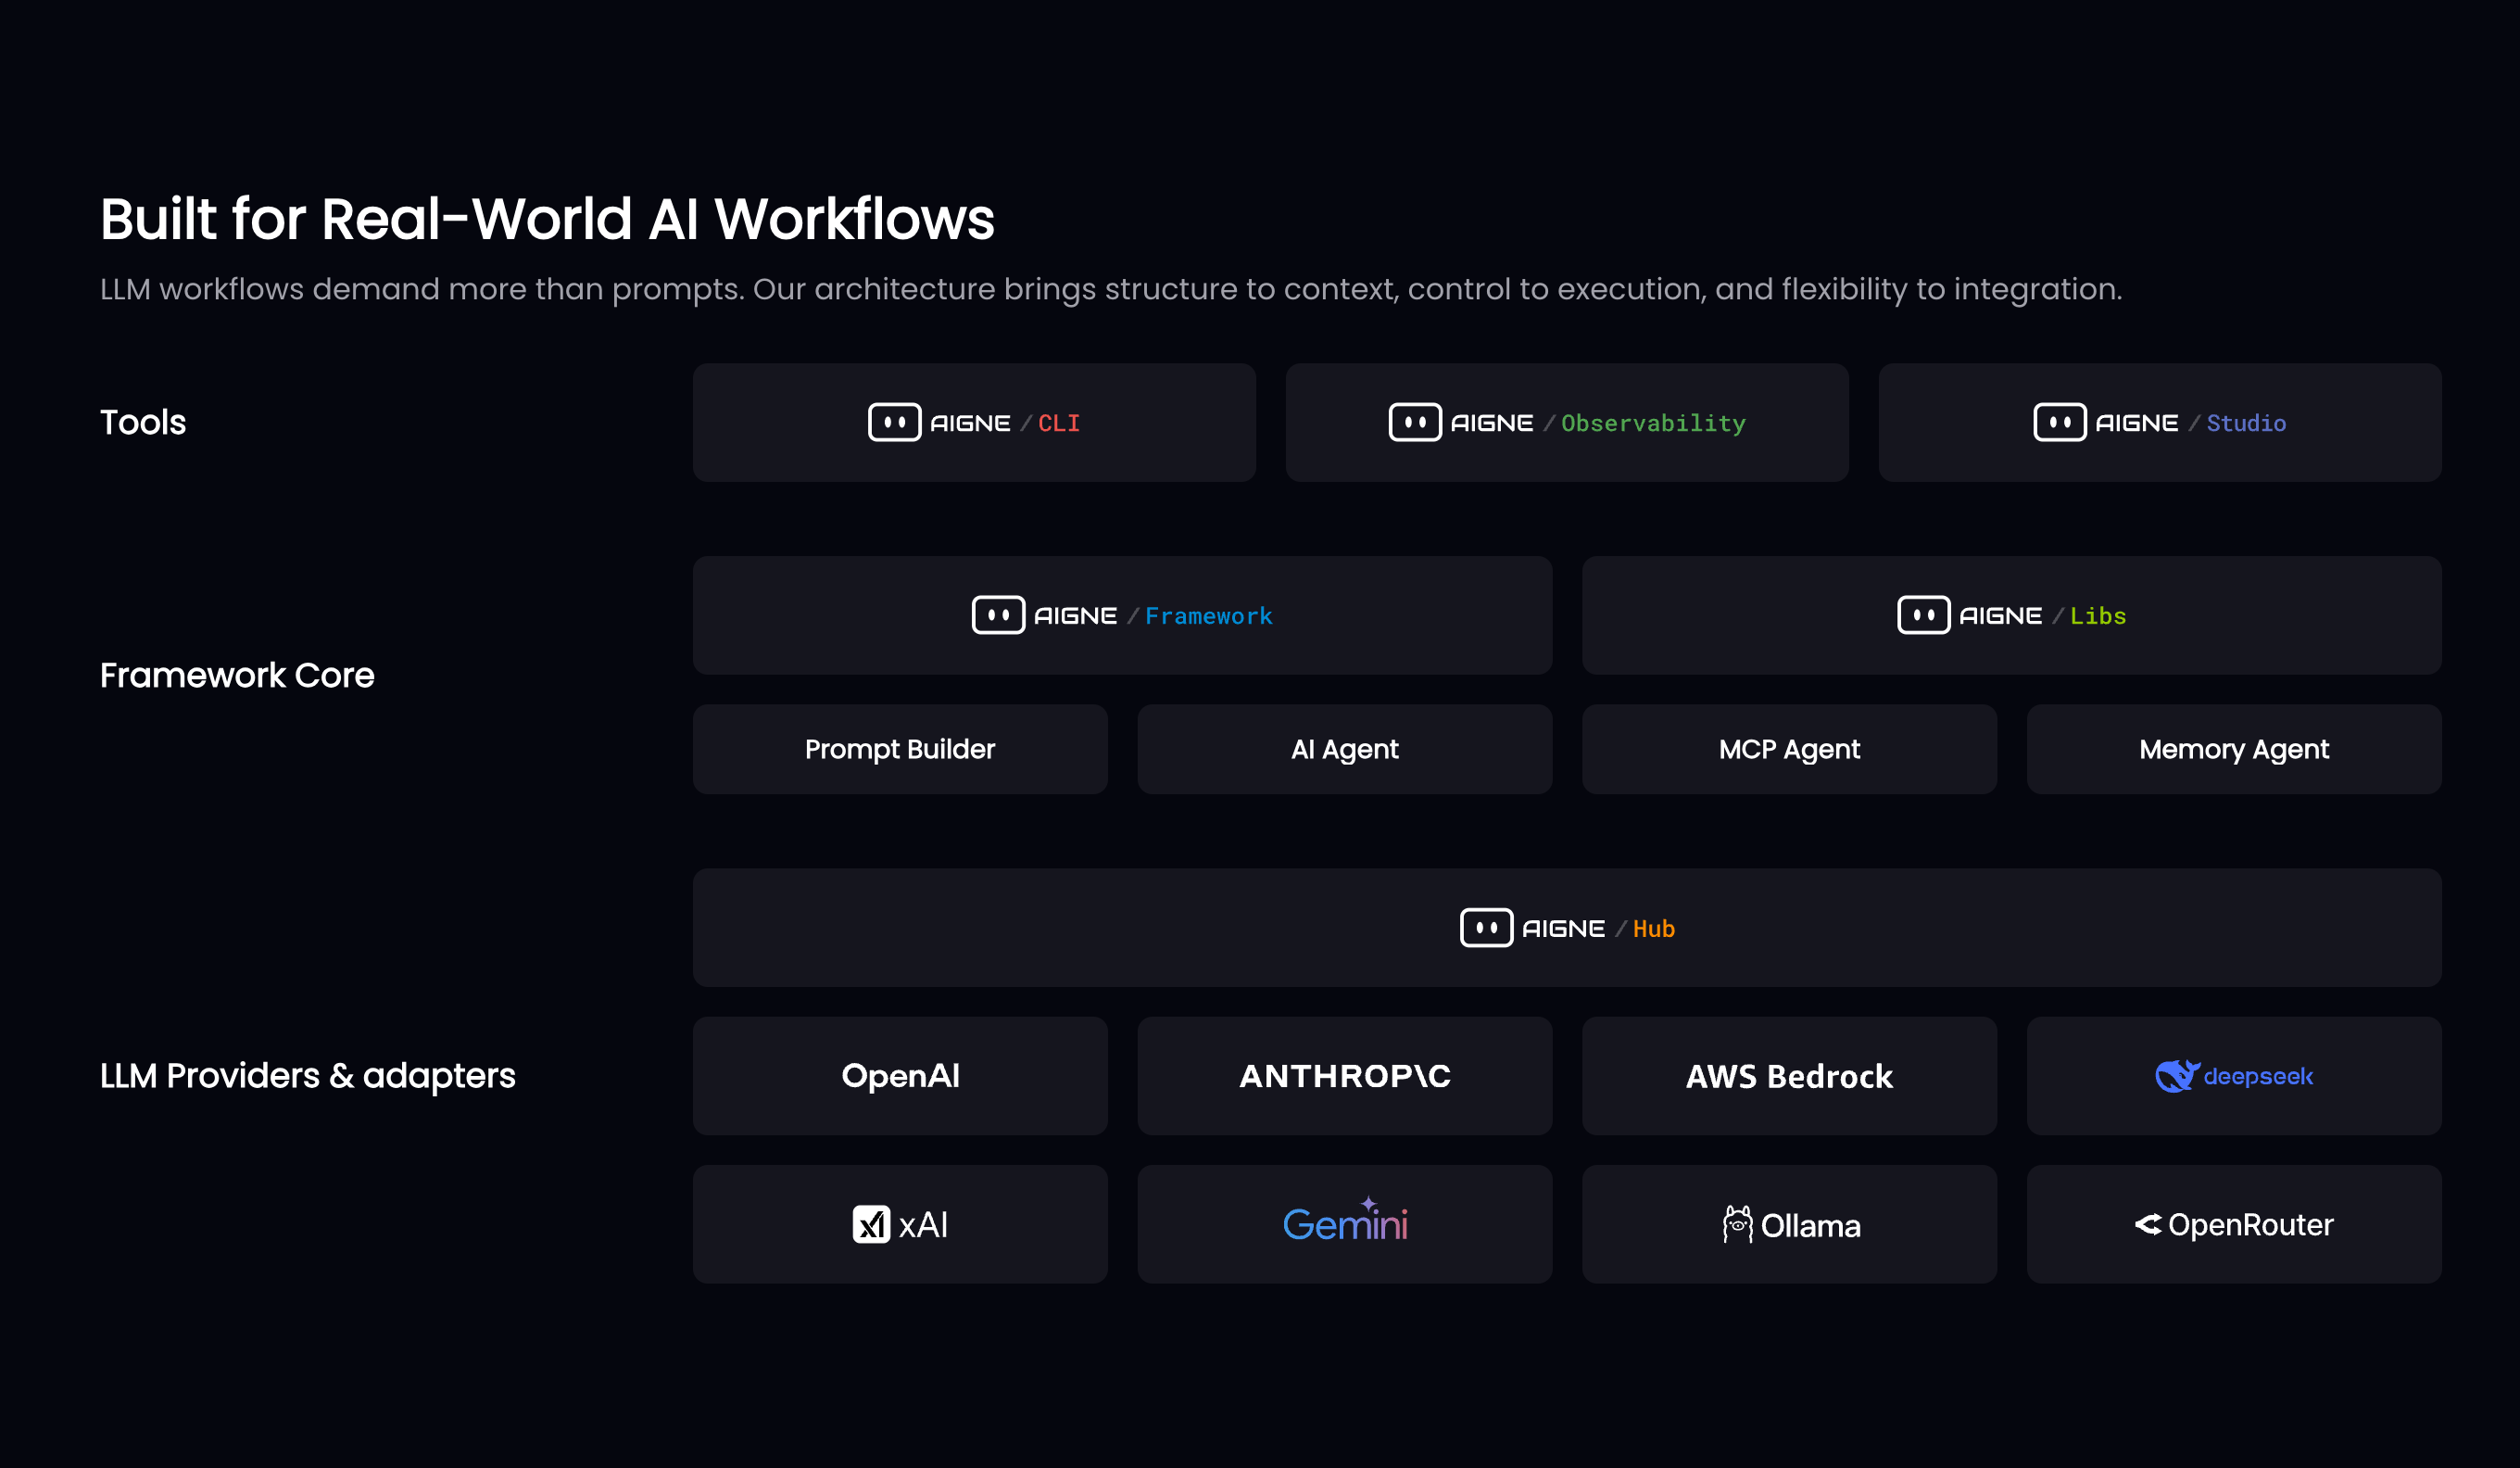 Built for Real-World AI Workflows
LLM workflows demand more than prompts. Our architecture brings structure to context, control to execution, and flexibility to integration.
Tools
AIGNE / CLI
AIGNE / Observability
AIGNE / Studio
Framework Core
AIGNE / Framework
AIGNE / Libs
Prompt Builder
AI Agent
MCP Agent
Memory Agent
LLM Providers & adapters
AIGNE / Hub
OpenAI
ANTHROP\C
AWS Bedrock
deepseek
xAI
Gemini
Ollama
OpenRouter